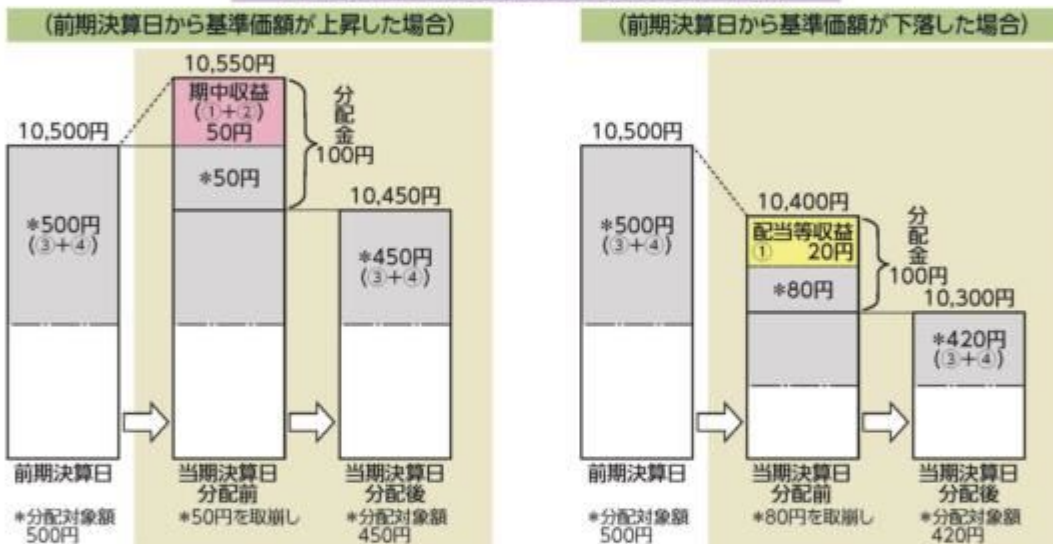 (前期決算日から基準価額が上昇した場合)
10,550円
期中収益
(①+②)
50円
分配金
100円
10,500円
*50円
10,450円
*500円
(③+④)
*450円
(③+④)
前期決算日
当期決算日
分配前
当期決算日
分配後
*分配対象額
500円
*50円を取崩し
*分配対象額
450円
(前期決算日から基準価額が下落した場合)
10,500円
10,400円
配当等収益
① 20円
分配金
100円
*500円
(③+④)
*80円
10,300円
*420円
(③+④)
前期決算日
当期決算日
分配前
当期決算日
分配後
*分配対象額
500円
*80円を取崩し
*分配対象額
420円